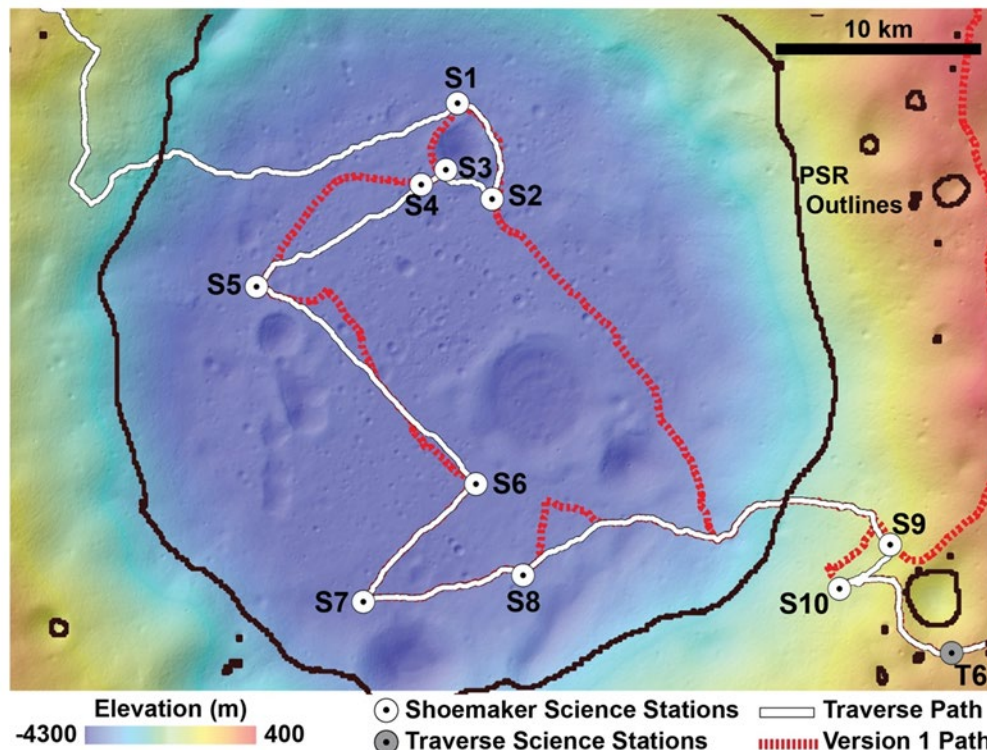 10 km
S1
S3
S4
S2
PSR
Outlines
S5
S6
S9
S8
S7
S10
T6
Elevation (m)
-4300
400
Shoemaker Science Stations
Traverse Science Stations
Traverse Path
Version 1 Path